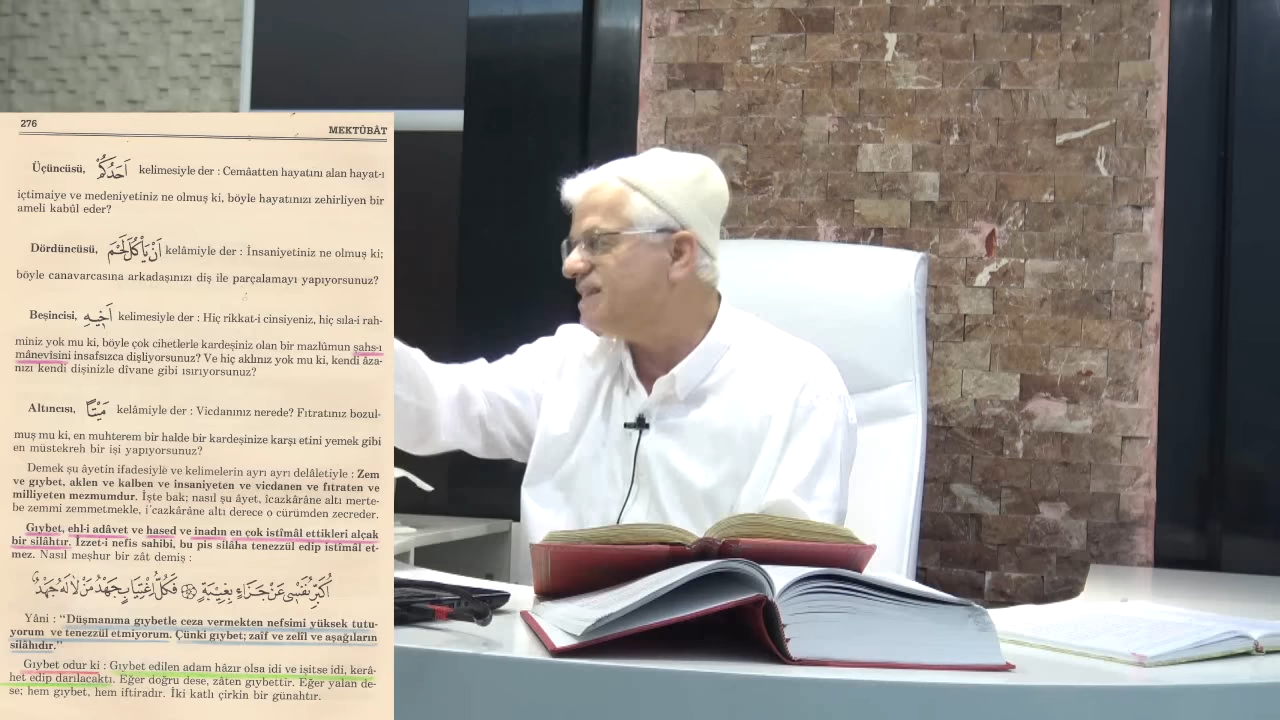 276
MEKTÛBÂT
Üçüncüsü, اَحَدُكُمْ kelimesiyle der : Cemâatten hayatını alan hayat-ı
içtimaiye ve medeniyetiniz ne olmuş ki, böyle hayatınızı zehirliyen bir
ameli kabûl eder?
Dördüncüsü, اَنْ يَاْكُلَ لَحْمَ kelâmiyle der : İnsaniyetiniz ne olmuş ki;
böyle canavarcasına arkadaşınızı diş ile parçalamayı yapıyorsunuz?
Beşincisi, اَخِيهِ kelimesiyle der : Hiç rikkat-i cinsiyeniz, hiç sıla-i rah-
miniz yok mu ki, böyle çok cihetlerle kardeşiniz olan bir mazlûmun şahs-ı
mânevîsini insafsızca dişliyorsunuz? Ve hiç aklınız yok mu ki, kendi âza-
nızı kendi dişinizle dîvane gibi ısırıyorsunuz?
Altıncısı, مَيْتًا kelâmiyle der : Vicdanınız nerede? Fıtratınız bozul-
muş mu ki, en muhterem bir halde bir kardeşinize karşı etini yemek gibi
en müstekreh bir işi yapıyorsunuz?
Demek şu âyetin ifadesiyle ve kelimelerin ayrı ayrı delâletiyle : Zem
ve gıybet, aklen ve kalben ve insaniyeten ve vicdanen ve fıtraten ve
milliyeten mezmumdur. İşte bak; nasıl şu âyet, îcazkârâne altı merte-
be zemmi zemmetmekle, i'cazkârâne altı derece o cürümden zecreder.
Gıybet, ehl-i adâvet ve hased ve inadın en çok istîmâl ettikleri alçak
bir silâhtır. İzzet-i nefis sahibi, bu pis silâha tenezzül edip istimâl et-
mez. Nasıl meşhur bir zât demiş :
اُكَبِّرُ نَفْسِى عَنْ جَزَاءٍ بِغِيْبَةٍ ۞ فَكُلُّ اغْتِيَابٍ جَهْدُ مَنْ لاَ لَهُ جَهْدٌ
Yâni : "Düşmanıma gıybetle ceza vermekten nefsimi yüksek tutu-
yorum ve tenezzül etmiyorum. Çünki gıybet; zaîf ve zelîl ve aşağıların
silâhıdır."
Gıybet odur ki : Gıybet edilen adam hâzır olsa idi ve işitse idi, kerâ-
het edip darılacaktı. Eğer doğru dese, zâten gıybettir. Eğer yalan de-
se; hem gıybet, hem iftiradır. İki katlı çirkin bir günahtır.